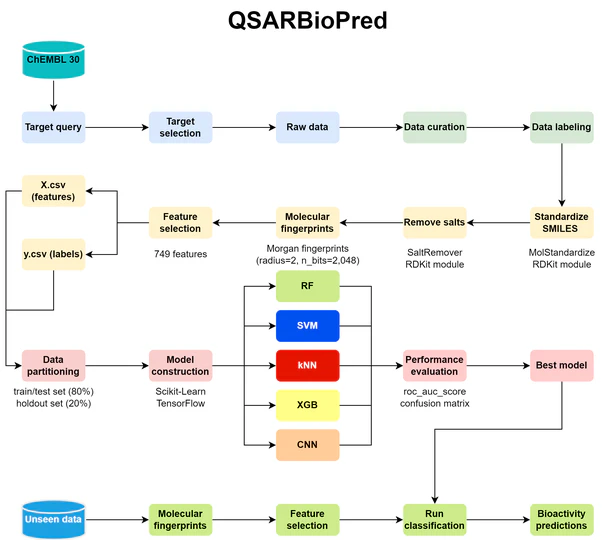 QSARBioPred
ChEMBL 30
Target query
Target
selection
Raw data
Data curation
Data labeling
X.csv
(features)
y.csv (labels)
Feature
selection
749 features
Molecular
fingerprints
Morgan fingerprints
(radius=2, n_bits=2,048)
Remove salts
SaltRemover
RDKit module
Standardize
SMILES
MolStandardize
RDKit module
Data
partitioning
train/test set (80%)
holdout set (20%)
Model
construction
Scikit-Learn
TensorFlow
RF
SVM
kNN
XGB
CNN
Performance
evaluation
roc_auc_score
confusion matrix
Best model
Unseen data
Molecular
fingerprints
Feature
selection
Run
classification
Bioactivity
predictions